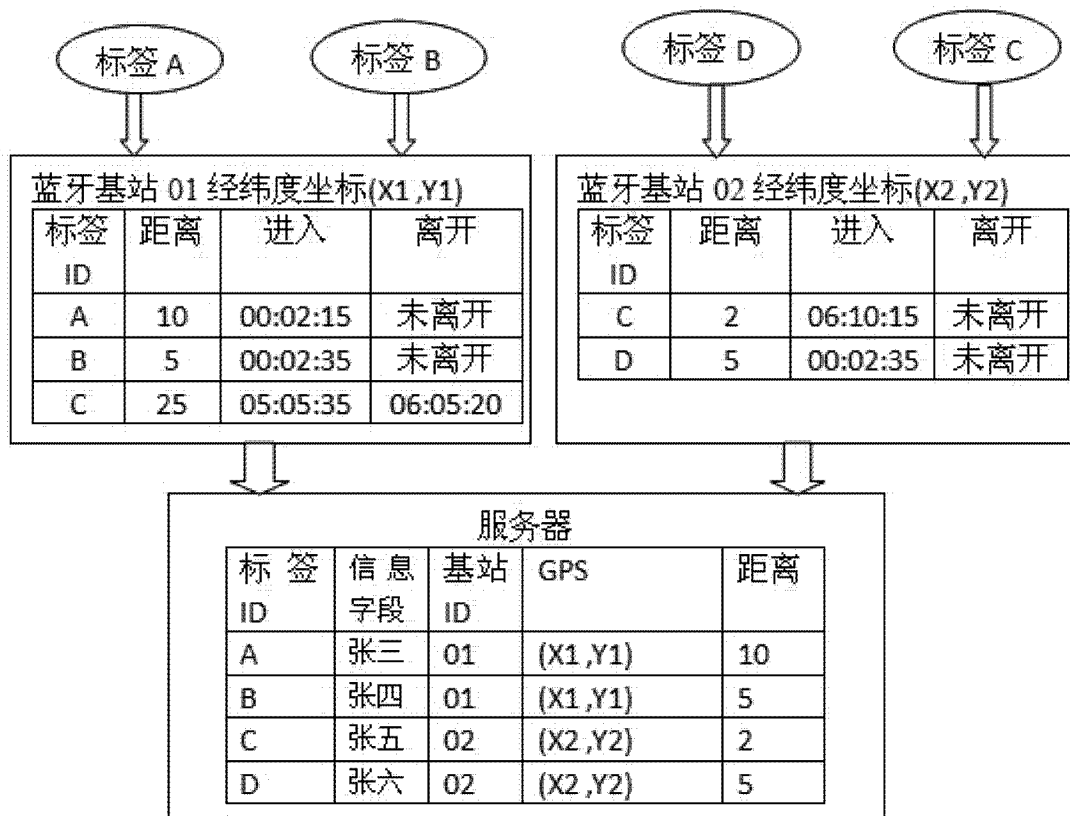 标签 A
标签 B
标签 D
标签 C
蓝牙基站 01 经纬度坐标(X1 ,Y1)
标签 ID 距离 进入 离开
A 10 00:02:15 未离开
B 5 00:02:35 未离开
C 25 05:05:35 06:05:20
蓝牙基站 02 经纬度坐标(X2 ,Y2)
标签 ID 距离 进入 离开
C 2 06:10:15 未离开
D 5 00:02:35 未离开
服务器
标 签 ID 信 息 字段 基站 ID GPS 距离
A 张三 01 (X1 ,Y1) 10
B 张四 01 (X1 ,Y1) 5
C 张五 02 (X2 ,Y2) 2
D 张六 02 (X2 ,Y2) 5